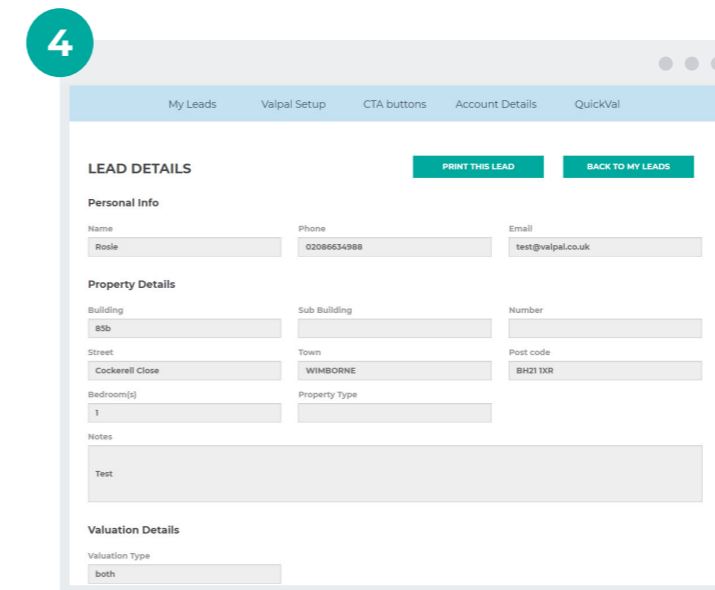 4
My Leads Valpal Setup CTA buttons Account Details QuickVal
LEAD DETAILS PRINT THIS LEAD BACK TO MY LEADS
Personal Info
Name Phone Email
Rosie 02086634988 test@valpal.co.uk
Property Details
Building Sub Building Number
85b
Street Town Post code
Cockerell Close WIMBORNE BH21 1XR
Bedroom(s) Property Type
1
Notes
Test
Valuation Details
Valuation Type
both